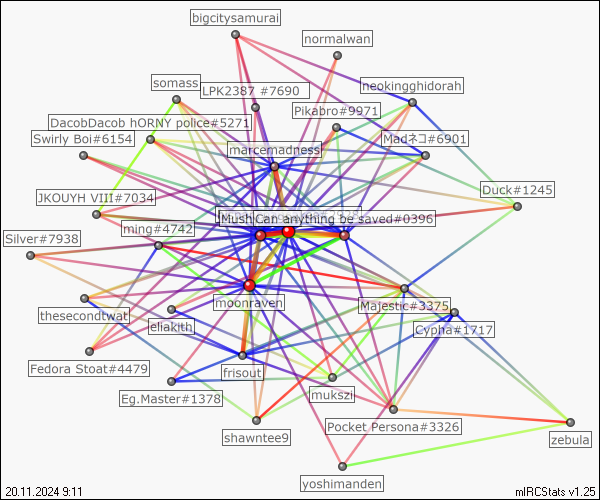 bigcitysamurai
normalwan
somass
LPK2387 #7690
neokingghidorah
Pikabro#9971
DacobDacob hORNY police#5271
Swirly Boi#6154
Madネコ#6901
marcemadness
JKOUYH VIII#7034
Duck#1245
Mush
Can anything be saved#0396
ming#4742
Silver#7938
moonraven
Majestic#3375
thesecondtwat
eliakith
Cypha#1717
Fedora Stoat#4479
frisout
Eg.Master#1378
mukszi
shawntee9
Pocket Persona#3326
zebula
yoshimanden
20.11.2024 9:11
mIRCStats v1.25